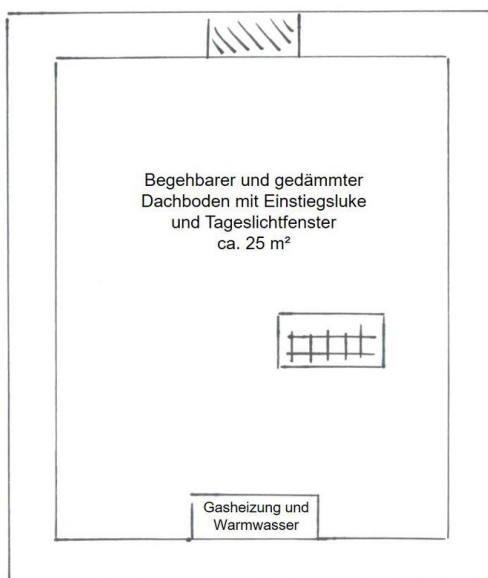 Begehbarer und gedämmter
Dachboden mit Einstiegsluke
und Tageslichtfenster
ca. 25 m²
Gasheizung und
Warmwasser